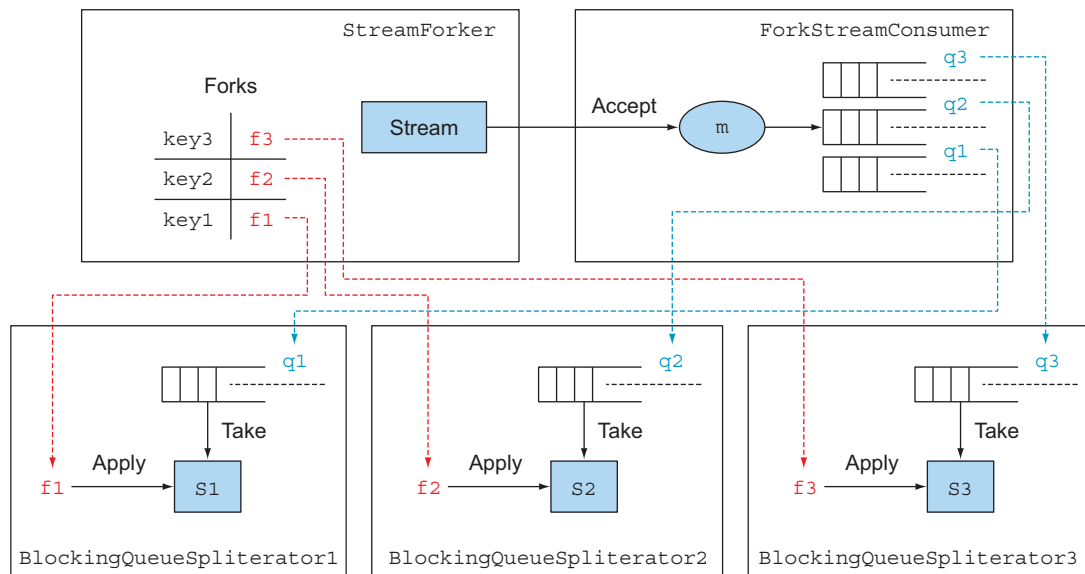 StreamForker
ForkStreamConsumer
Forks
key3 f3
key2 f2
key1 f1
Stream
Accept
m
q3
q2
q1
q1
Take
Apply
f1
S1
BlockingQueueSpliterator1
q2
Take
Apply
f2
S2
BlockingQueueSpliterator2
q3
Take
Apply
f3
S3
BlockingQueueSpliterator3